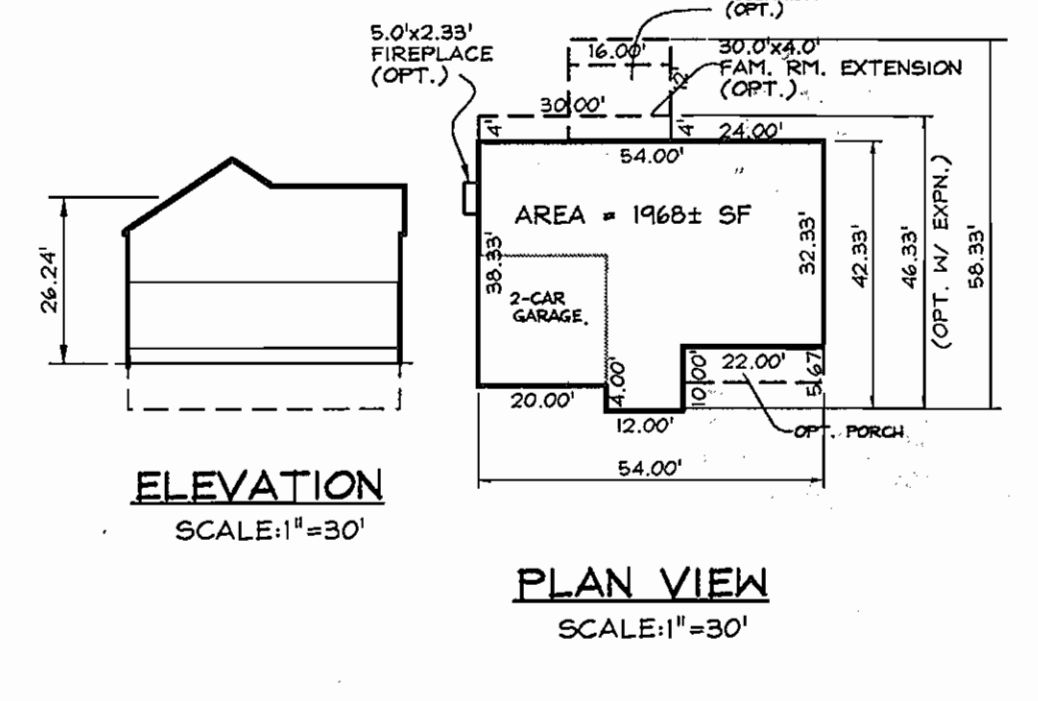 (OPT.)
5.0'x2.33'
FIREPLACE
(OPT.)
16.00'
30.0'x4.0'
FAM. RM. EXTENSION
(OPT.)
12'
30.00'
4'
4'
24.00'
54.00'
AREA = 1968± SF
38.33'
32.33'
42.33'
46.33'
(OPT. W/ EXPN.)
58.33'
26.24'
2-CAR
GARAGE.
22.00'
20.00'
4.00'
10.00'
5.67'
12.00'
OPT. PORCH
54.00'
ELEVATION
SCALE:1"=30'
PLAN VIEW
SCALE:1"=30'